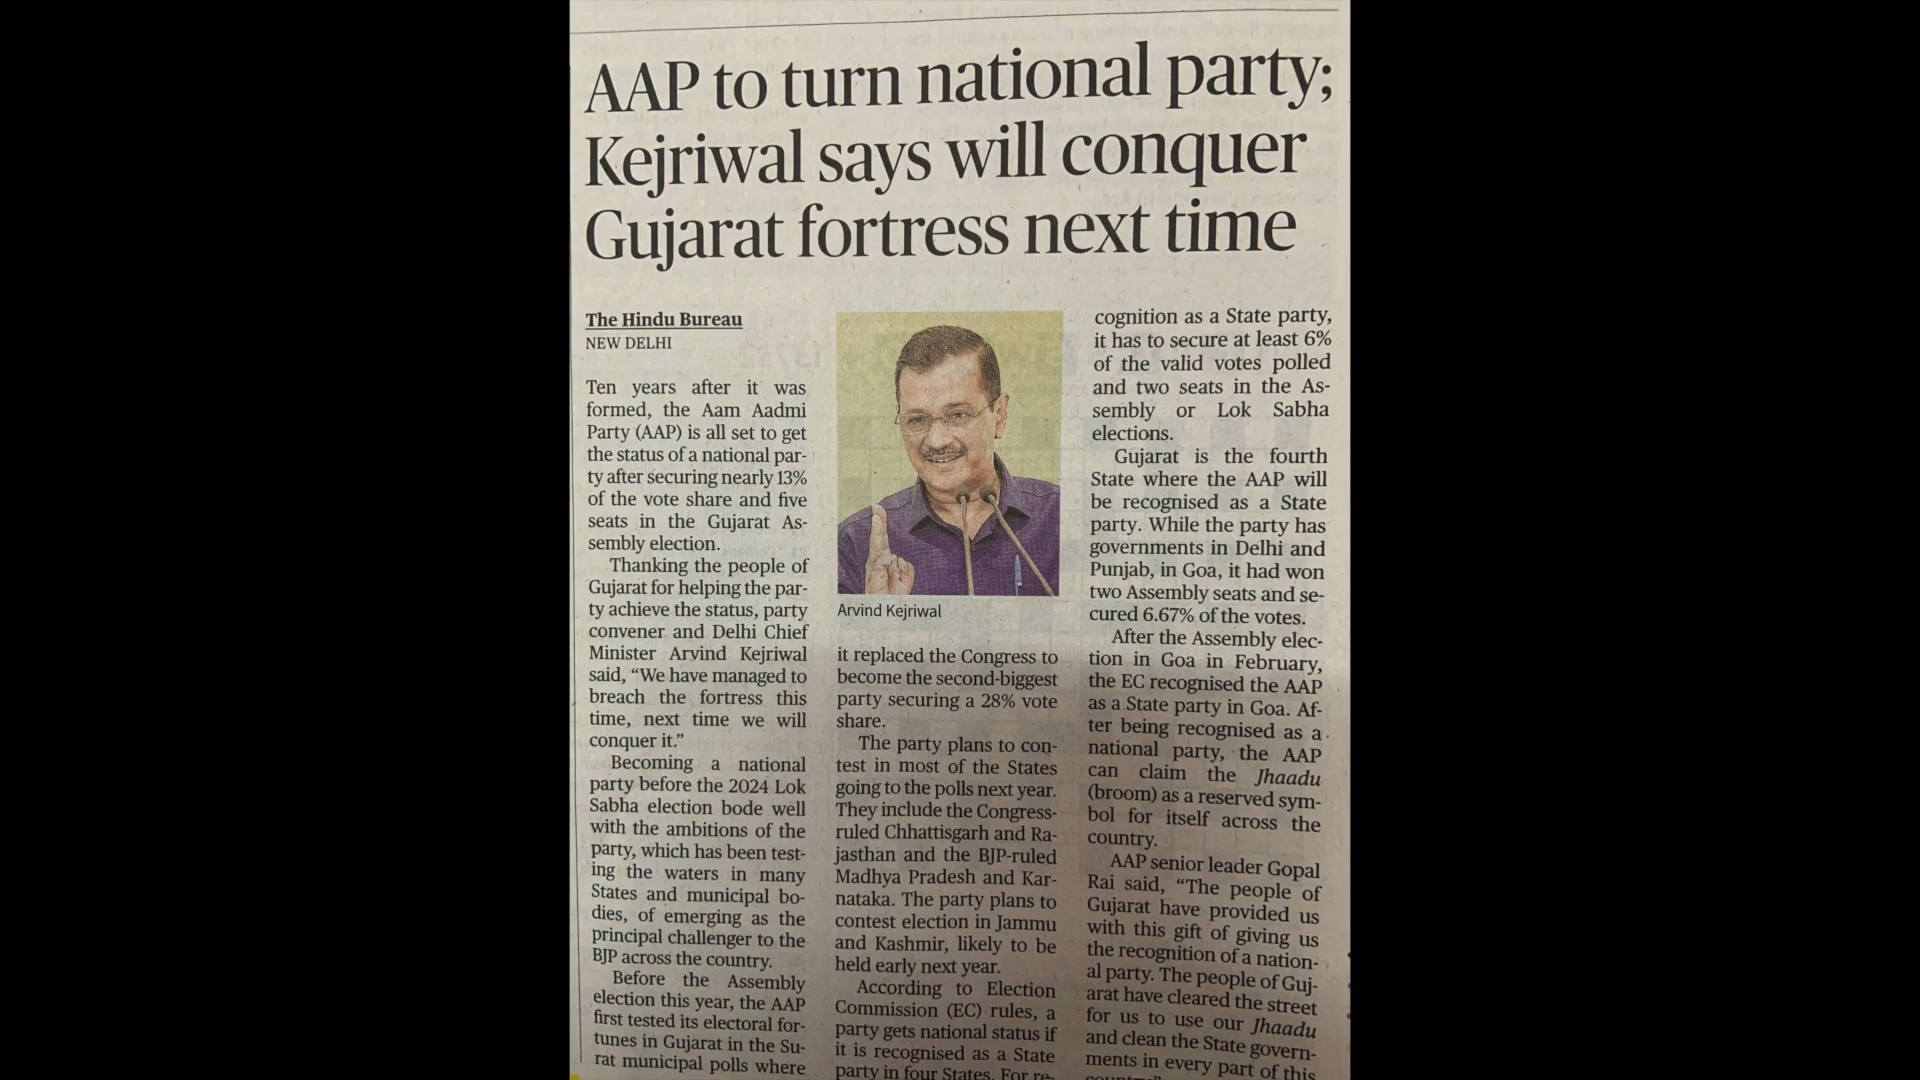 AAP to turn national party;
Kejriwal says will conquer
Gujarat fortress next time
The Hindu Bureau
NEW DELHI
Ten years after it was
formed, the Aam Aadmi
Party (AAP) is all set to get
the status of a national par-
ty after securing nearly 13%
of the vote share and five
seats in the Gujarat As-
sembly election.
Thanking the people of
Gujarat for helping the par-
ty achieve the status, party
convener and Delhi Chief
Minister Arvind Kejriwal
said, “We have managed to
breach the fortress this
time, next time we will
conquer it.”
Becoming a national
party before the 2024 Lok
Sabha election bode well
with the ambitions of the
party, which has been test-
ing the waters in many
States and municipal bo-
dies, of emerging as the
principal challenger to the
BJP across the country.
Before the Assembly
election this year, the AAP
first tested its electoral for-
tunes in Gujarat in the Su-
rat municipal polls where
Arvind Kejriwal
it replaced the Congress to
become the second-biggest
party securing a 28% vote
share.
The party plans to con-
test in most of the States
going to the polls next year.
They include the Congress-
ruled Chhattisgarh and Ra-
jasthan and the BJP-ruled
Madhya Pradesh and Kar-
nataka. The party plans to
contest election in Jammu
and Kashmir, likely to be
held early next year.
According to Election
Commission (EC) rules, a
party gets national status if
it is recognised as a State
party in four States. For re-
cognition as a State party,
it has to secure at least 6%
of the valid votes polled
and two seats in the As-
sembly or Lok Sabha
elections.
Gujarat is the fourth
State where the AAP will
be recognised as a State
party. While the party has
governments in Delhi and
Punjab, in Goa, it had won
two Assembly seats and se-
cured 6.67% of the votes.
After the Assembly elec-
tion in Goa in February,
the EC recognised the AAP
as a State party in Goa. Af-
ter being recognised as a
national party, the AAP
can claim the Jhaadu
(broom) as a reserved sym-
bol for itself across the
country.
AAP senior leader Gopal
Rai said, “The people of
Gujarat have provided us
with this gift of giving us
the recognition of a nation-
al party. The people of Guj-
arat have cleared the street
for us to use our Jhaadu
and clean the State govern-
ments in every part of this